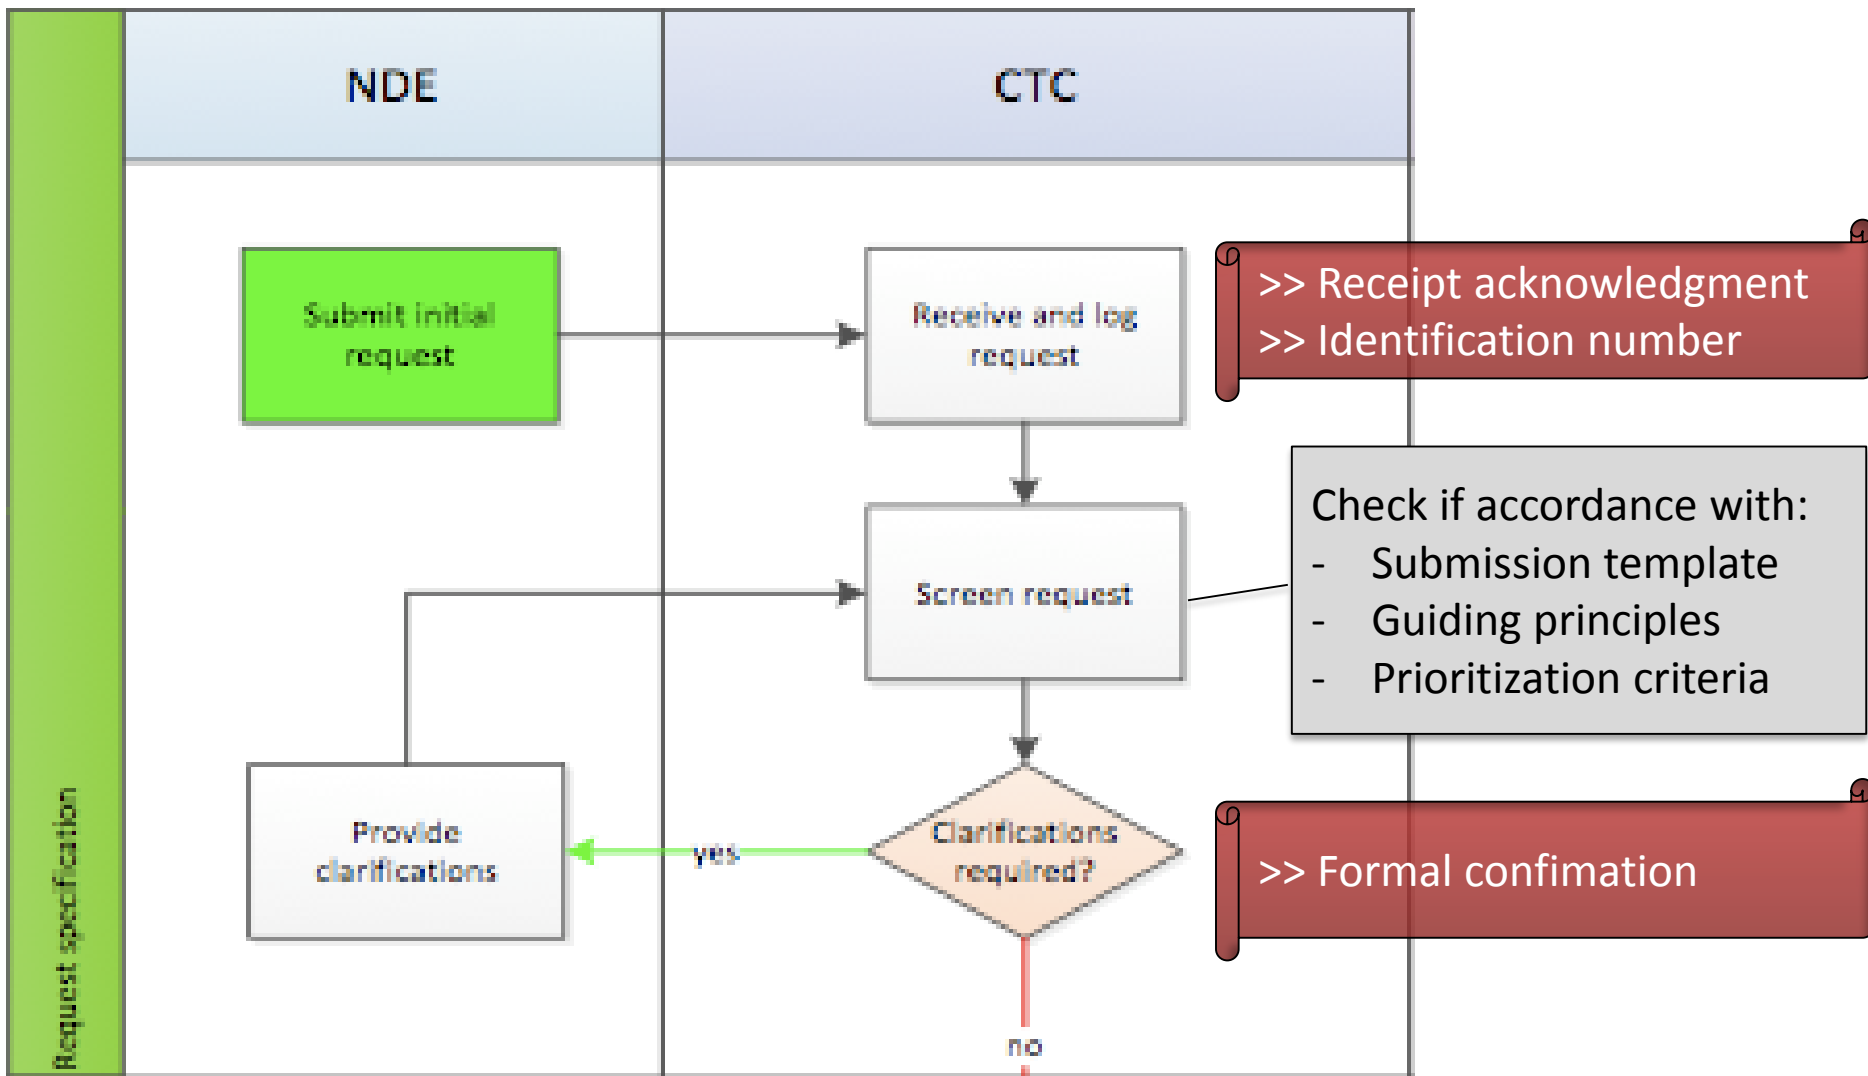 NDE
CTC
Submit initial
request
Receive and log
request
>> Receipt acknowledgment
>> Identification number
Screen request
Check if accordance with:
- Submission template
- Guiding principles
- Prioritization criteria
Provide
clarifications
yes
Clarifications
required?
>> Formal confimation
no
Request specification